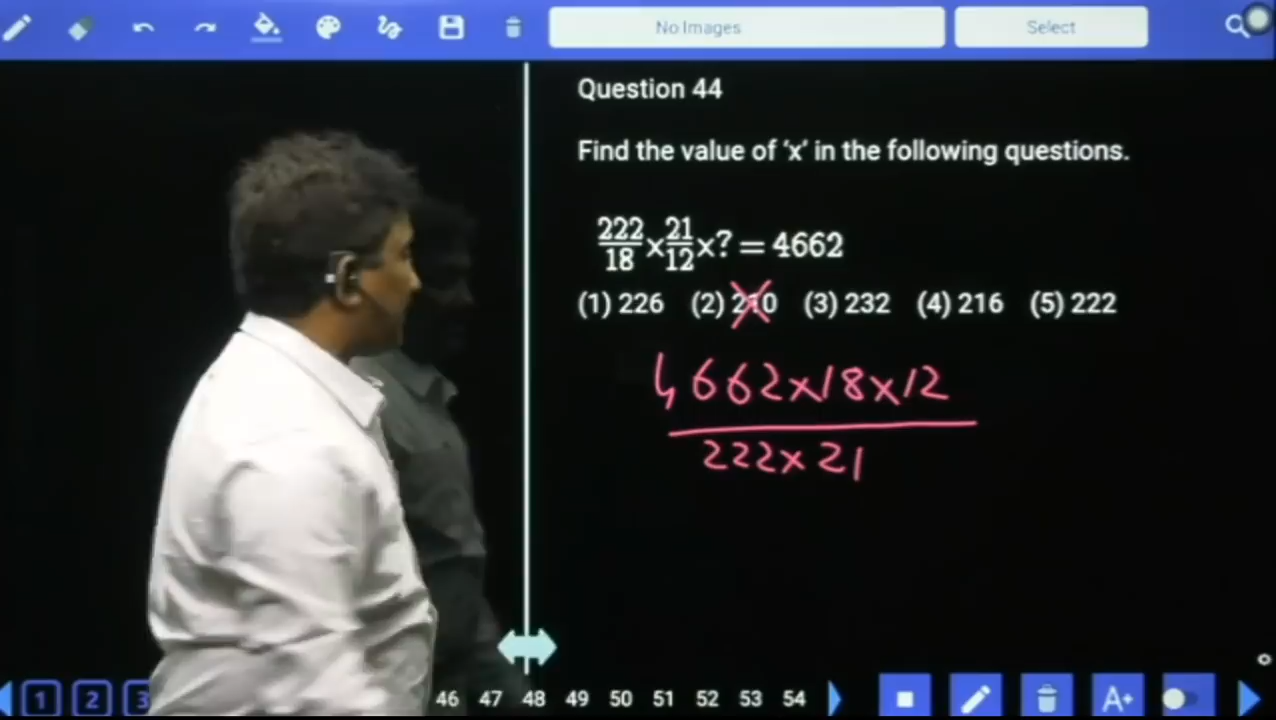 No Images Select
Question 44
Find the value of ‘x’ in the following questions.
222/18 × 21/12 × ? = 4662
(1) 226 (2) 210 (3) 232 (4) 216 (5) 222
4662×18×12
222×21
1 2 3 46 47 48 49 50 51 52 53 54 A+